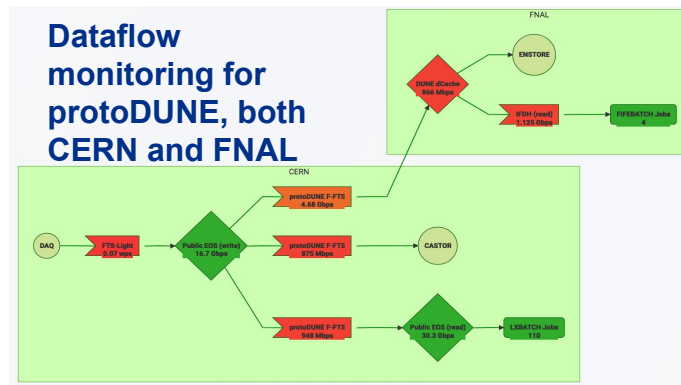 Dataflow
monitoring for
protoDUNE, both
CERN and FNAL
FNAL
ENSTORE
DUNE dCache
866 Mbps
IFDH (read)
1.125 Gbps
FIFEBATCH Jobs
4
CERN
protoDUNE F-FTS
4.68 Gbps
DAQ
FTS-Light
0.07 wps
Public EOS (write)
16.7 Gbps
protoDUNE F-FTS
875 Mbps
CASTOR
protoDUNE F-FTS
948 Mbps
Public EOS (read)
30.3 Gbps
LXBATCH Jobs
110